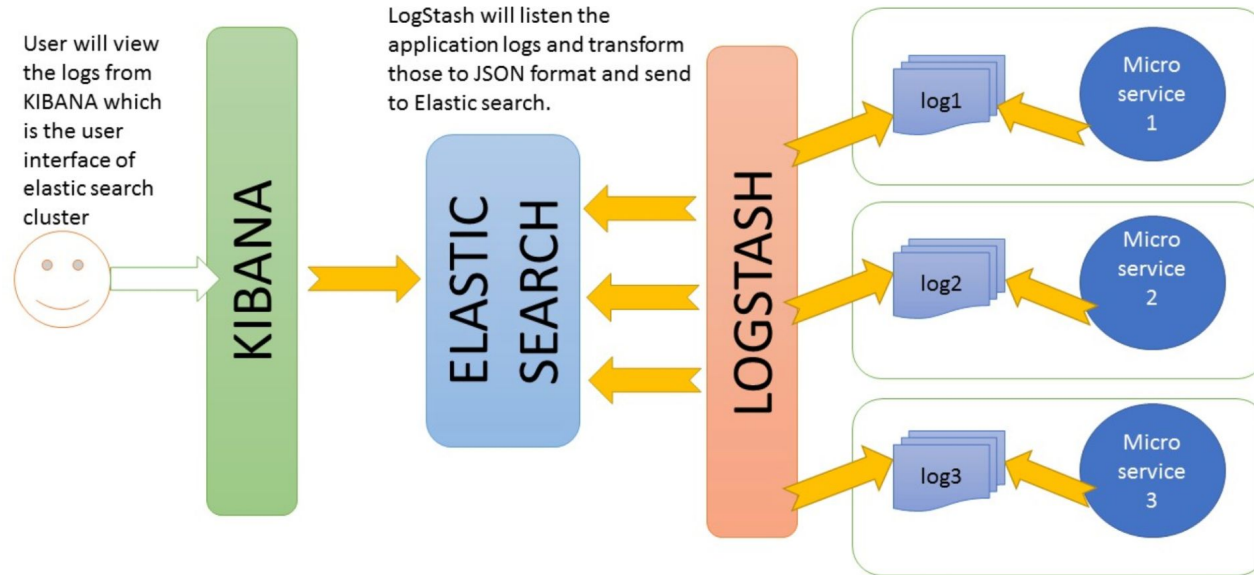 User will view
the logs from
KIBANA which
is the user
interface of
elastic search
cluster
KIBANA
LogStash will listen the
application logs and transform
those to JSON format and send
to Elastic search.
ELASTIC
SEARCH
LOGSTASH
log1
Micro
service
1
log2
Micro
service
2
log3
Micro
service
3